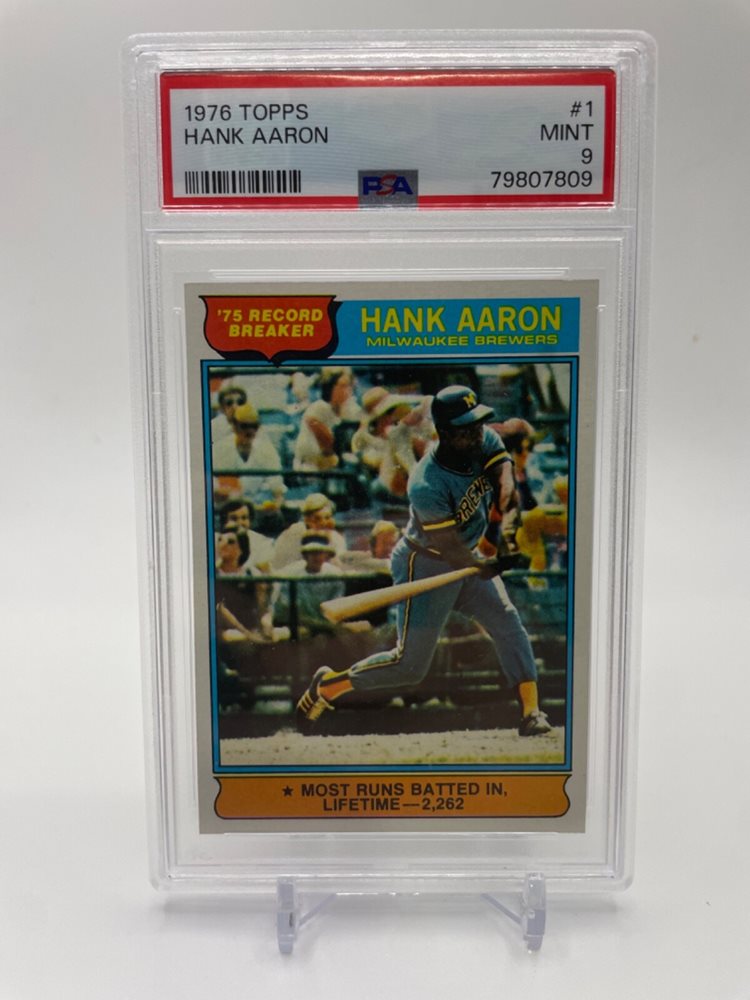 1976 TOPPS #1
HANK AARON MINT
9
PSA 79807809
'75 RECORD
BREAKER
HANK AARON
MILWAUKEE BREWERS
M
BREWE
★ MOST RUNS BATTED IN,
LIFETIME—2,262